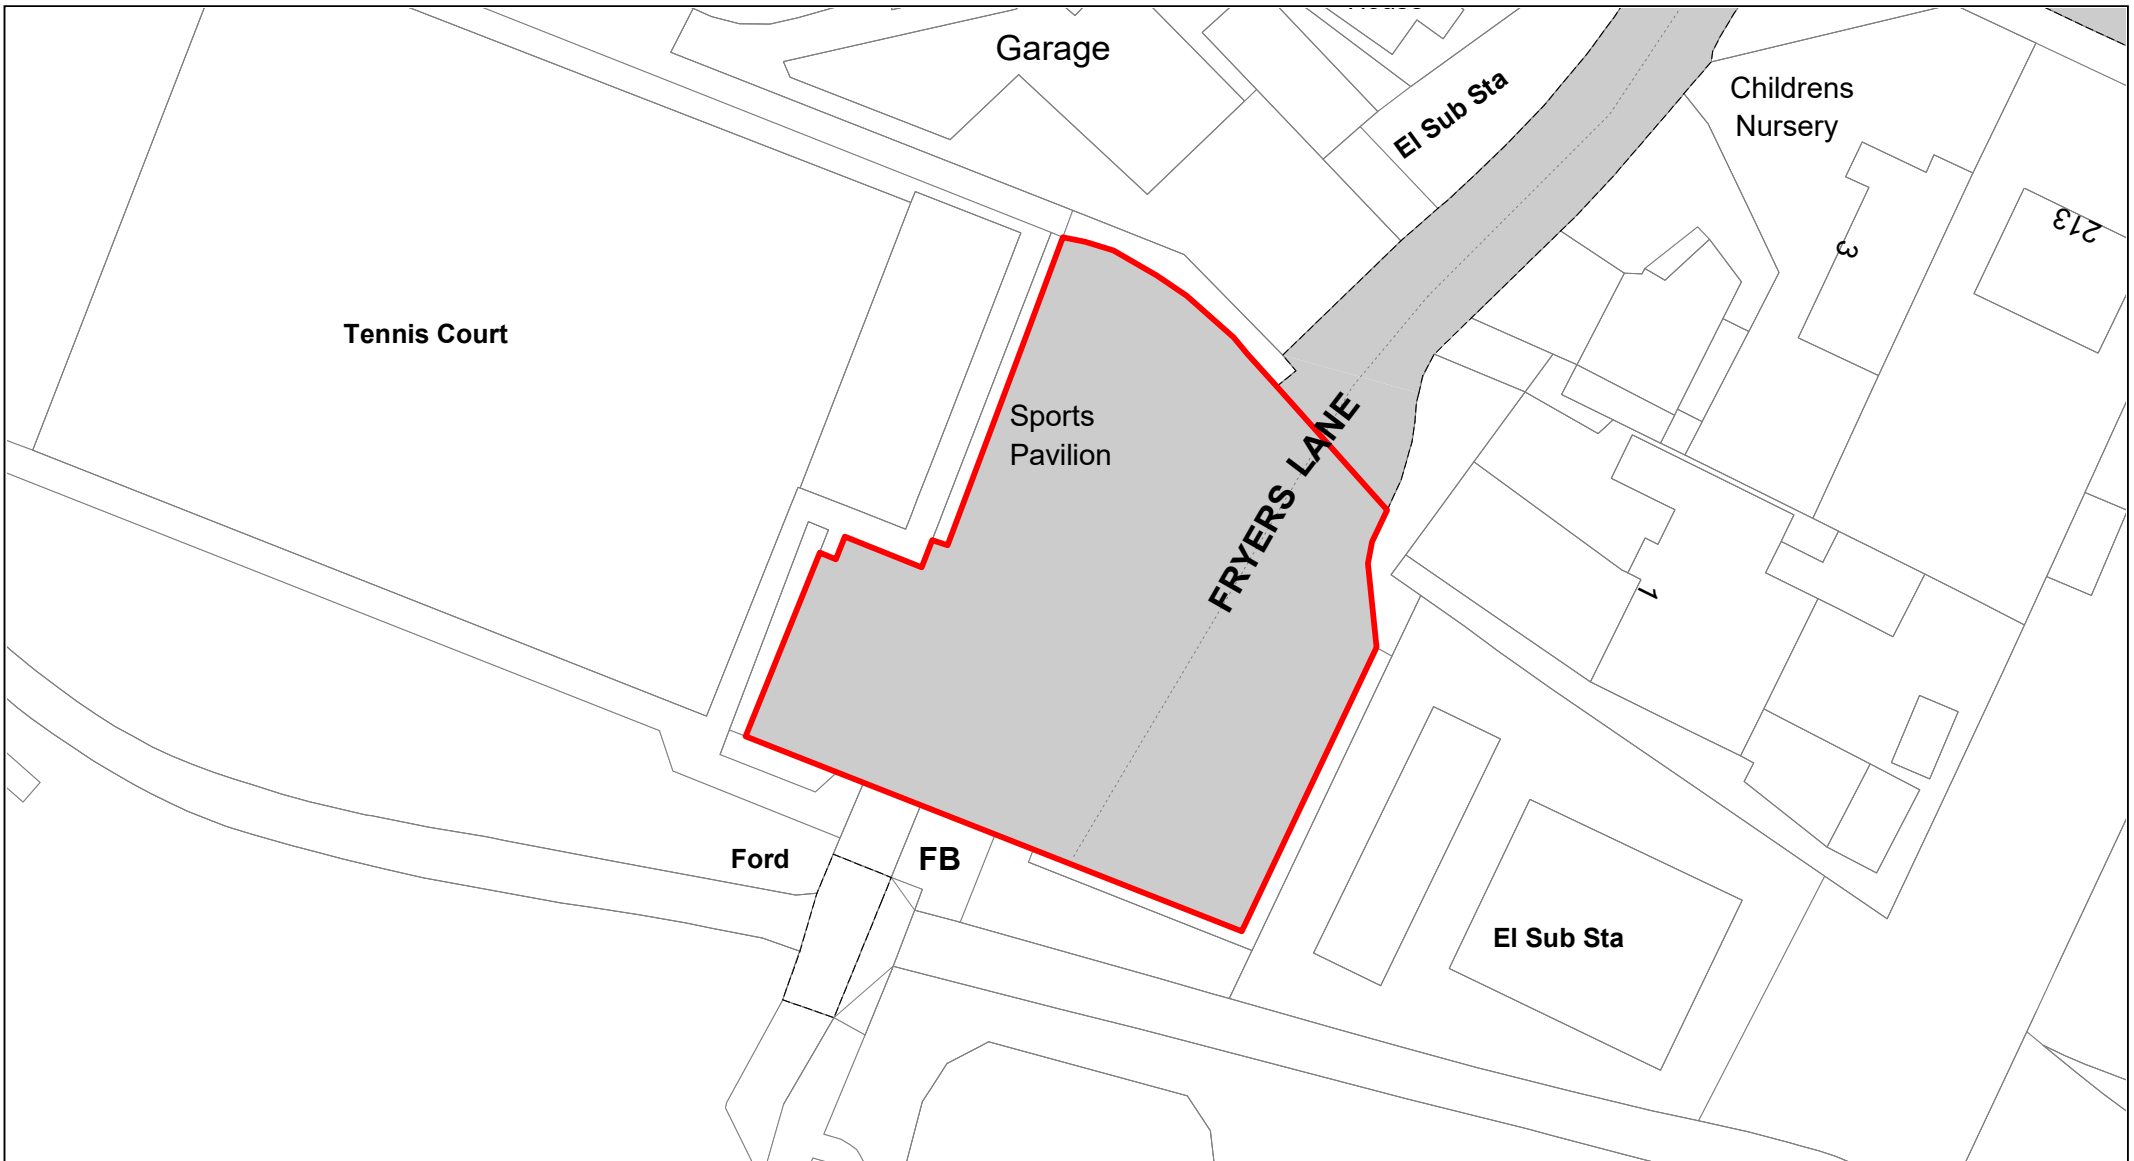 Garage
El Sub Sta
Childrens
Nursery
213
3
Tennis Court
Sports
Pavilion
FRYERS LANE
1
Ford
FB
El Sub Sta